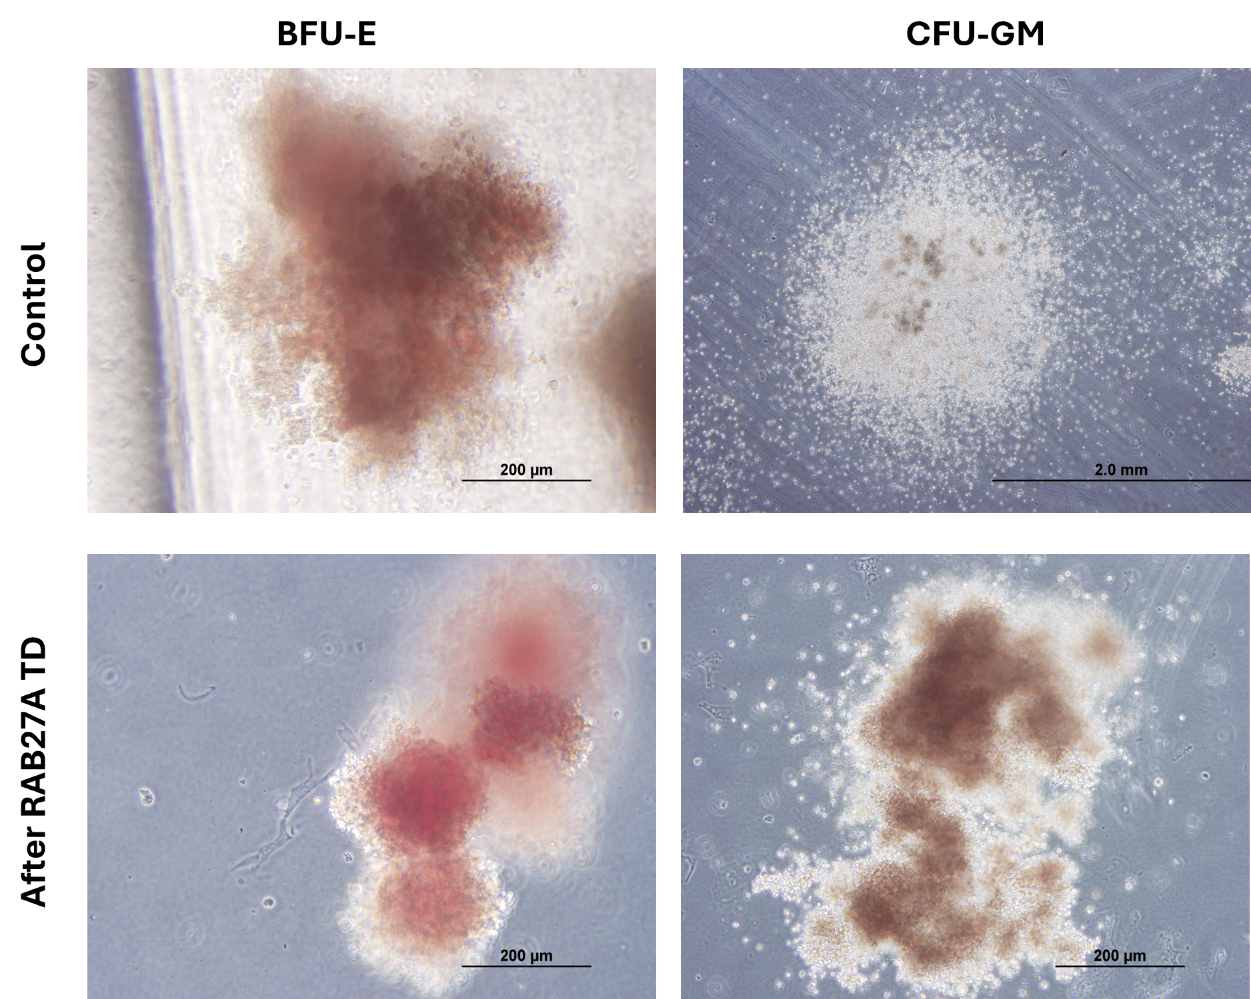 BFU-E
CFU-GM
Control
200 µm
2.0 mm
After RAB27A TD
200 µm
200 µm